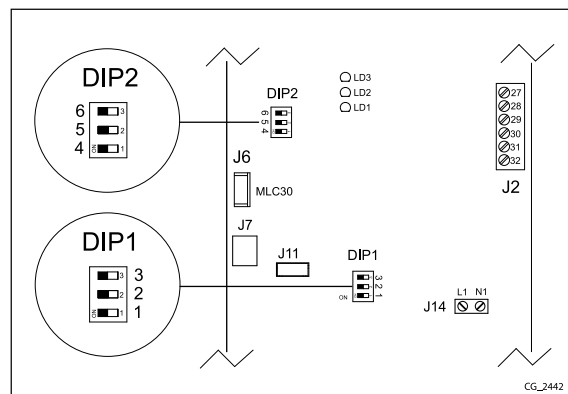 DIP2
6 3
5 2
4 ON 1
DIP2
6
5
4
LD3
LD2
LD1
27
28
29
30
31
32
J2
J6
MLC30
J7
J11
DIP1
3 3
2 2
ON 1 1
DIP1
3
2
1
ON
J14
L1 N1
CG_2442